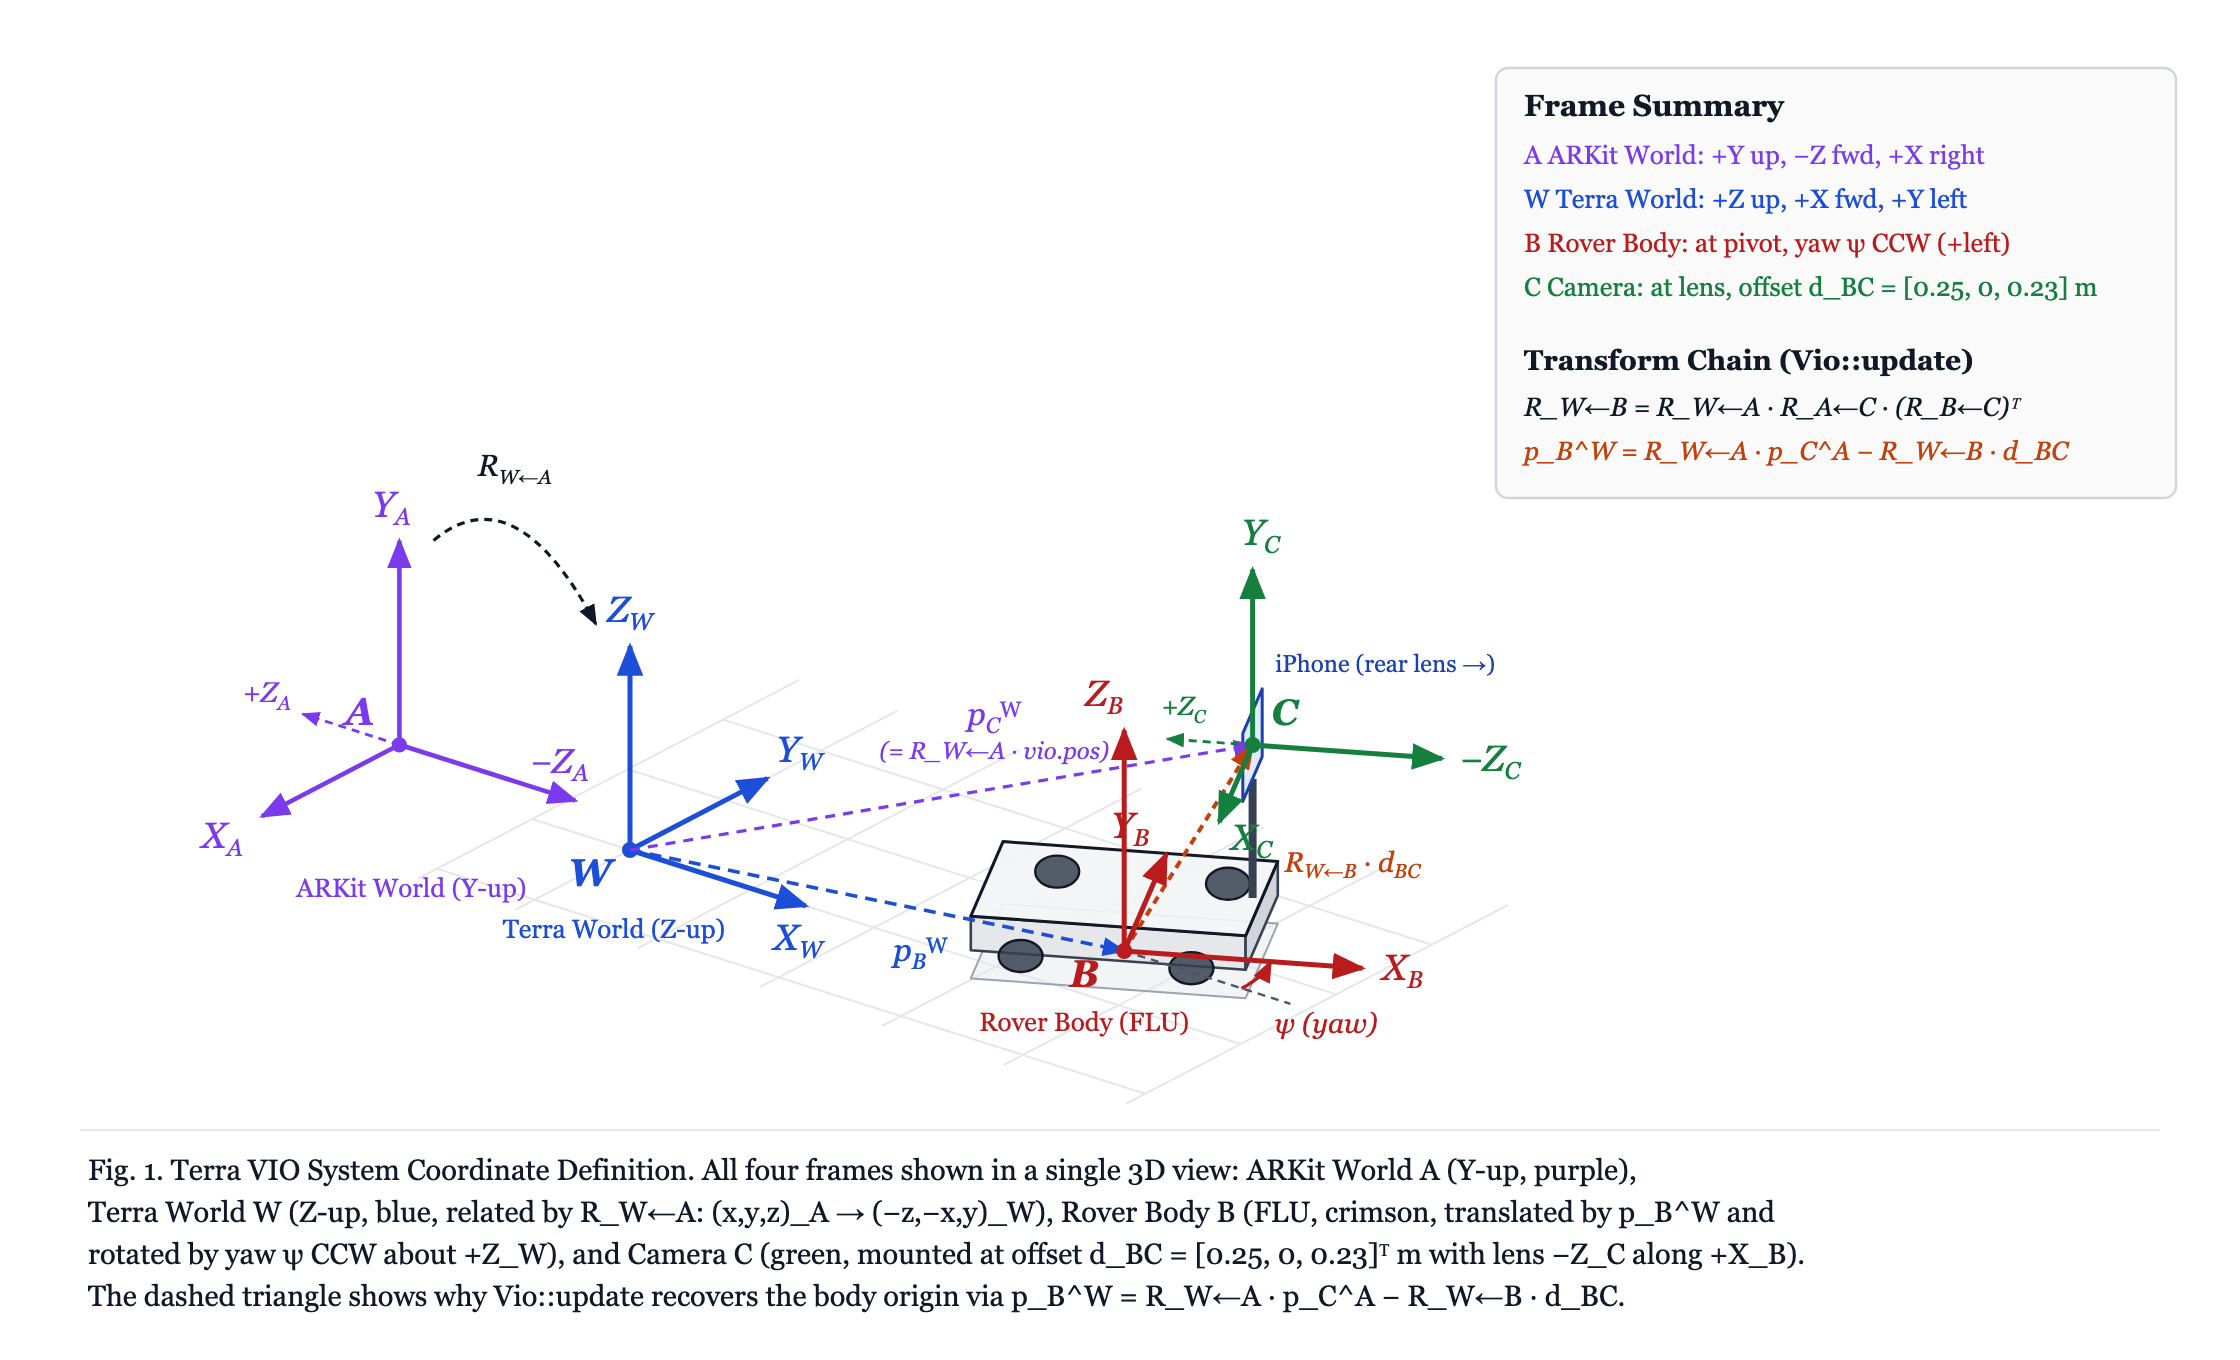 Frame Summary
A ARKit World: +Y up, −Z fwd, +X right
W Terra World: +Z up, +X fwd, +Y left
B Rover Body: at pivot, yaw ψ CCW (+left)
C Camera: at lens, offset d_BC = [0.25, 0, 0.23] m
Transform Chain (Vio::update)
R_W←B = R_W←A · R_A←C · (R_B←C)ᵀ
p_B^W = R_W←A · p_C^A − R_W←B · d_BC
R_W←A
Y_A
+Z_A
A
−Z_A
X_A
ARKit World (Y-up)
Z_W
Y_W
W
X_W
Terra World (Z-up)
p_C^W
(= R_W←A · vio.pos)
p_B^W
Y_C
iPhone (rear lens →)
+Z_C
C
−Z_C
X_C
Z_B
Y_B
R_W←B · d_BC
B
X_B
Rover Body (FLU)
ψ (yaw)
Fig. 1. Terra VIO System Coordinate Definition. All four frames shown in a single 3D view: ARKit World A (Y-up, purple),
Terra World W (Z-up, blue, related by R_W←A: (x,y,z)_A → (−z,−x,y)_W), Rover Body B (FLU, crimson, translated by p_B^W and
rotated by yaw ψ CCW about +Z_W), and Camera C (green, mounted at offset d_BC = [0.25, 0, 0.23]ᵀ m with lens −Z_C along +X_B).
The dashed triangle shows why Vio::update recovers the body origin via p_B^W = R_W←A · p_C^A − R_W←B · d_BC.